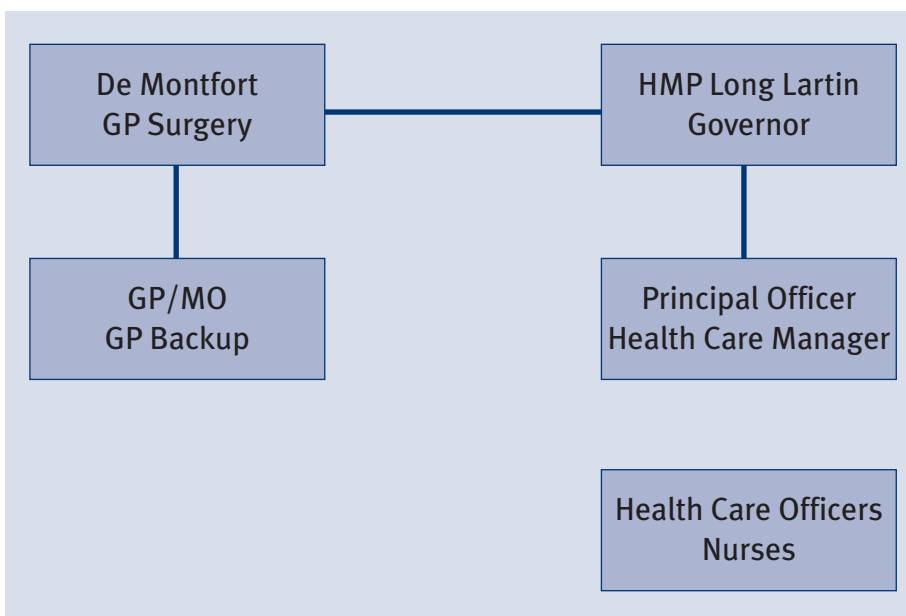 De Montfort
GP Surgery
HMP Long Lartin
Governor
GP/MO
GP Backup
Principal Officer
Health Care Manager
Health Care Officers
Nurses